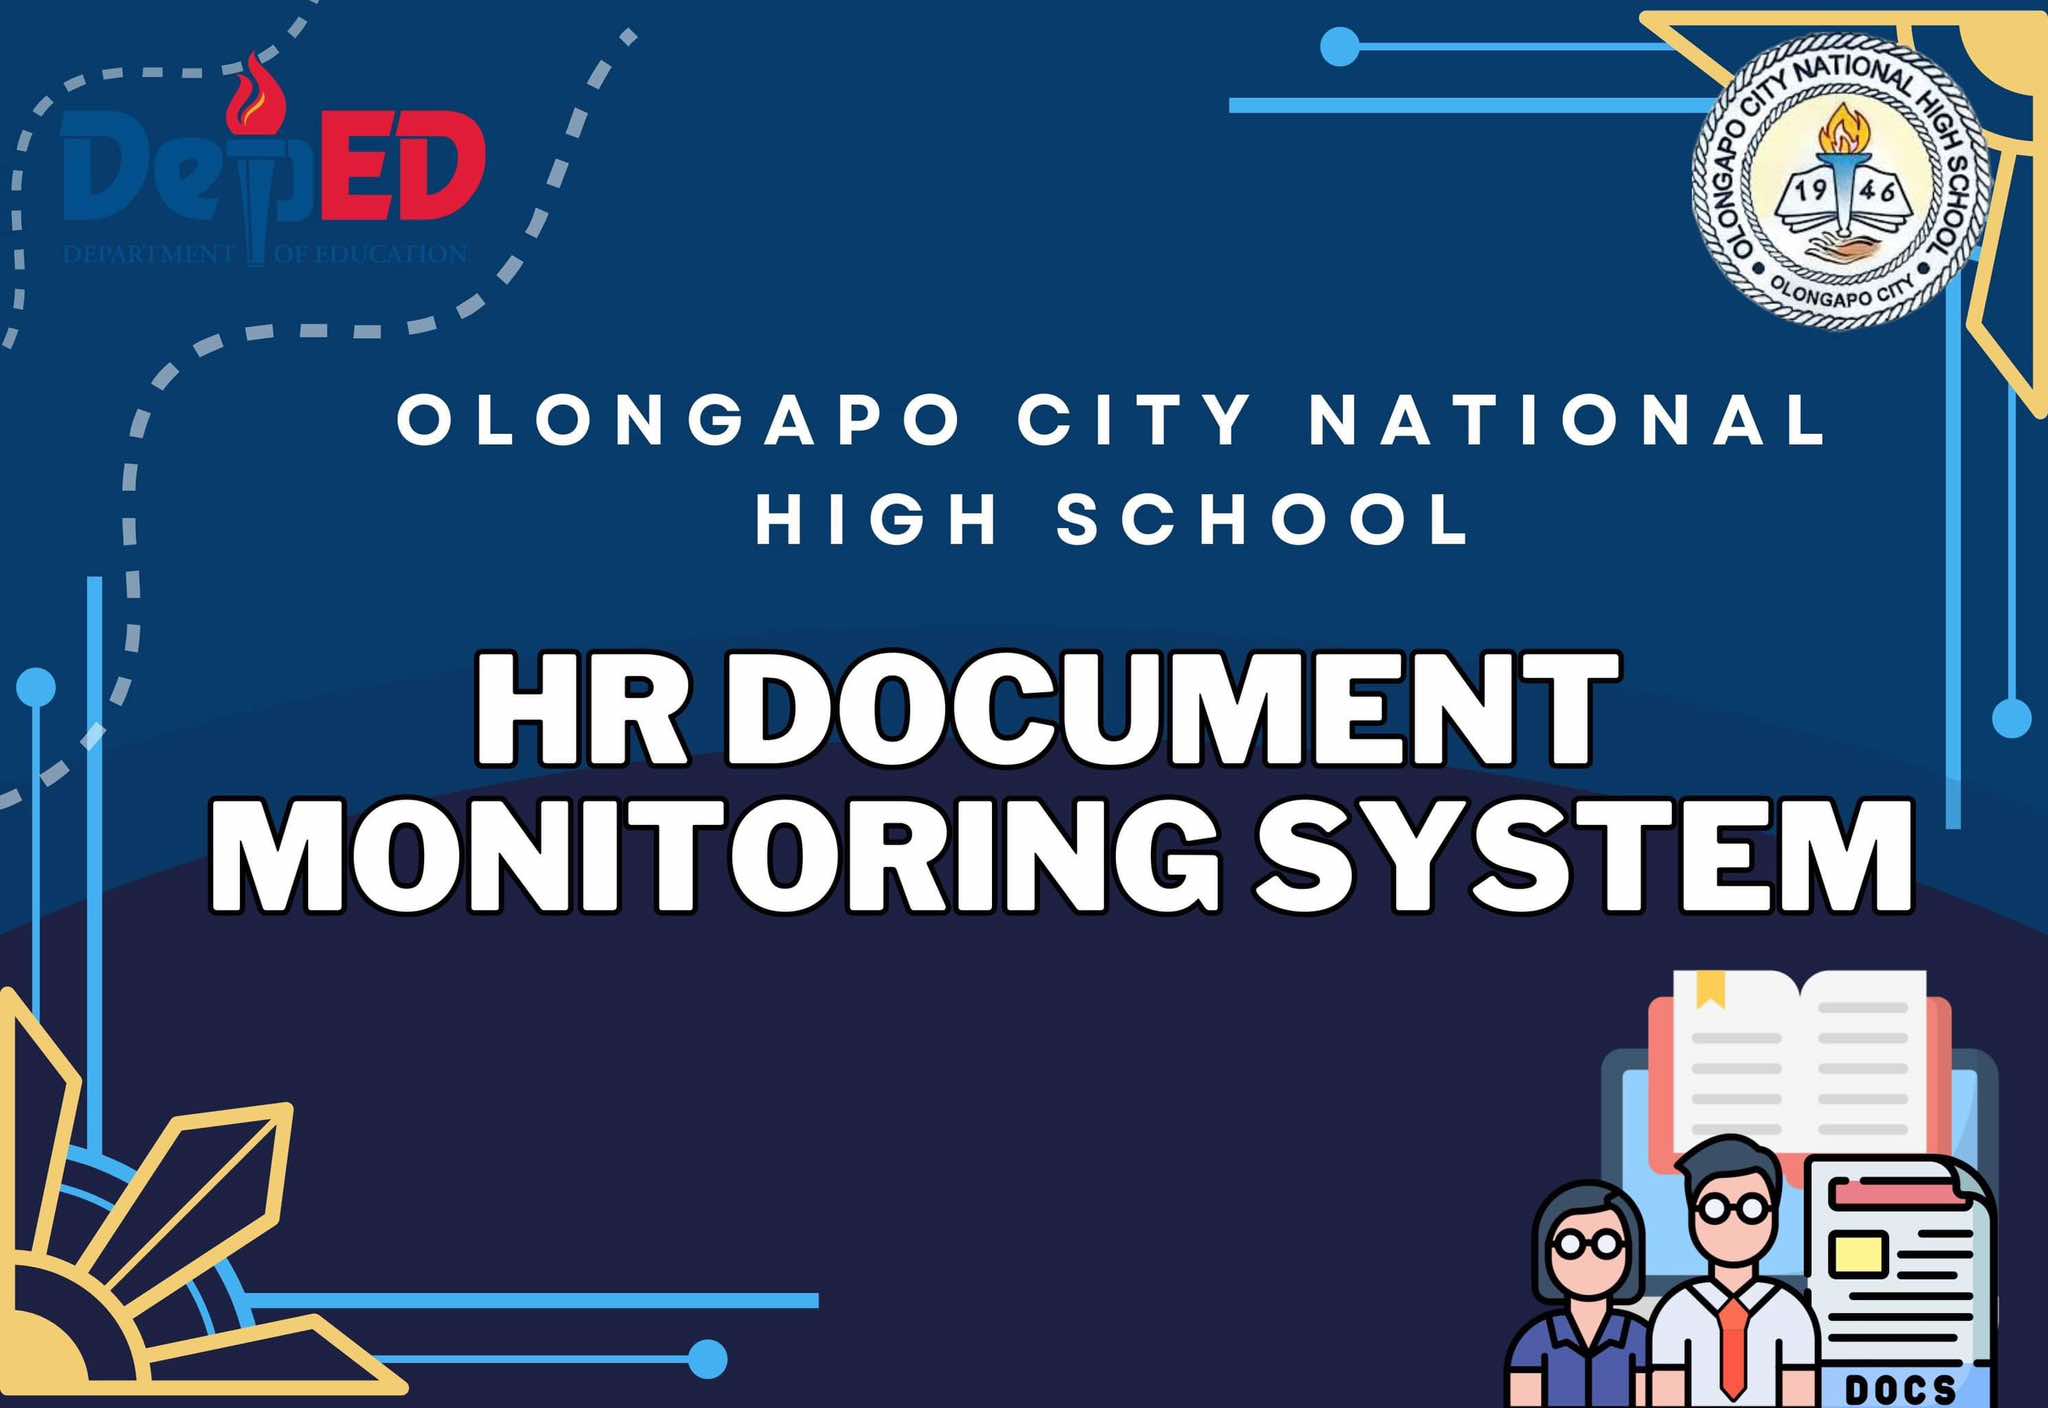 DepED
DEPARTMENT OF EDUCATION
OLONGAPO CITY NATIONAL HIGH SCHOOL
19 46
OLONGAPO CITY
OLONGAPO CITY NATIONAL
HIGH SCHOOL
HR DOCUMENT
MONITORING SYSTEM
DOCS